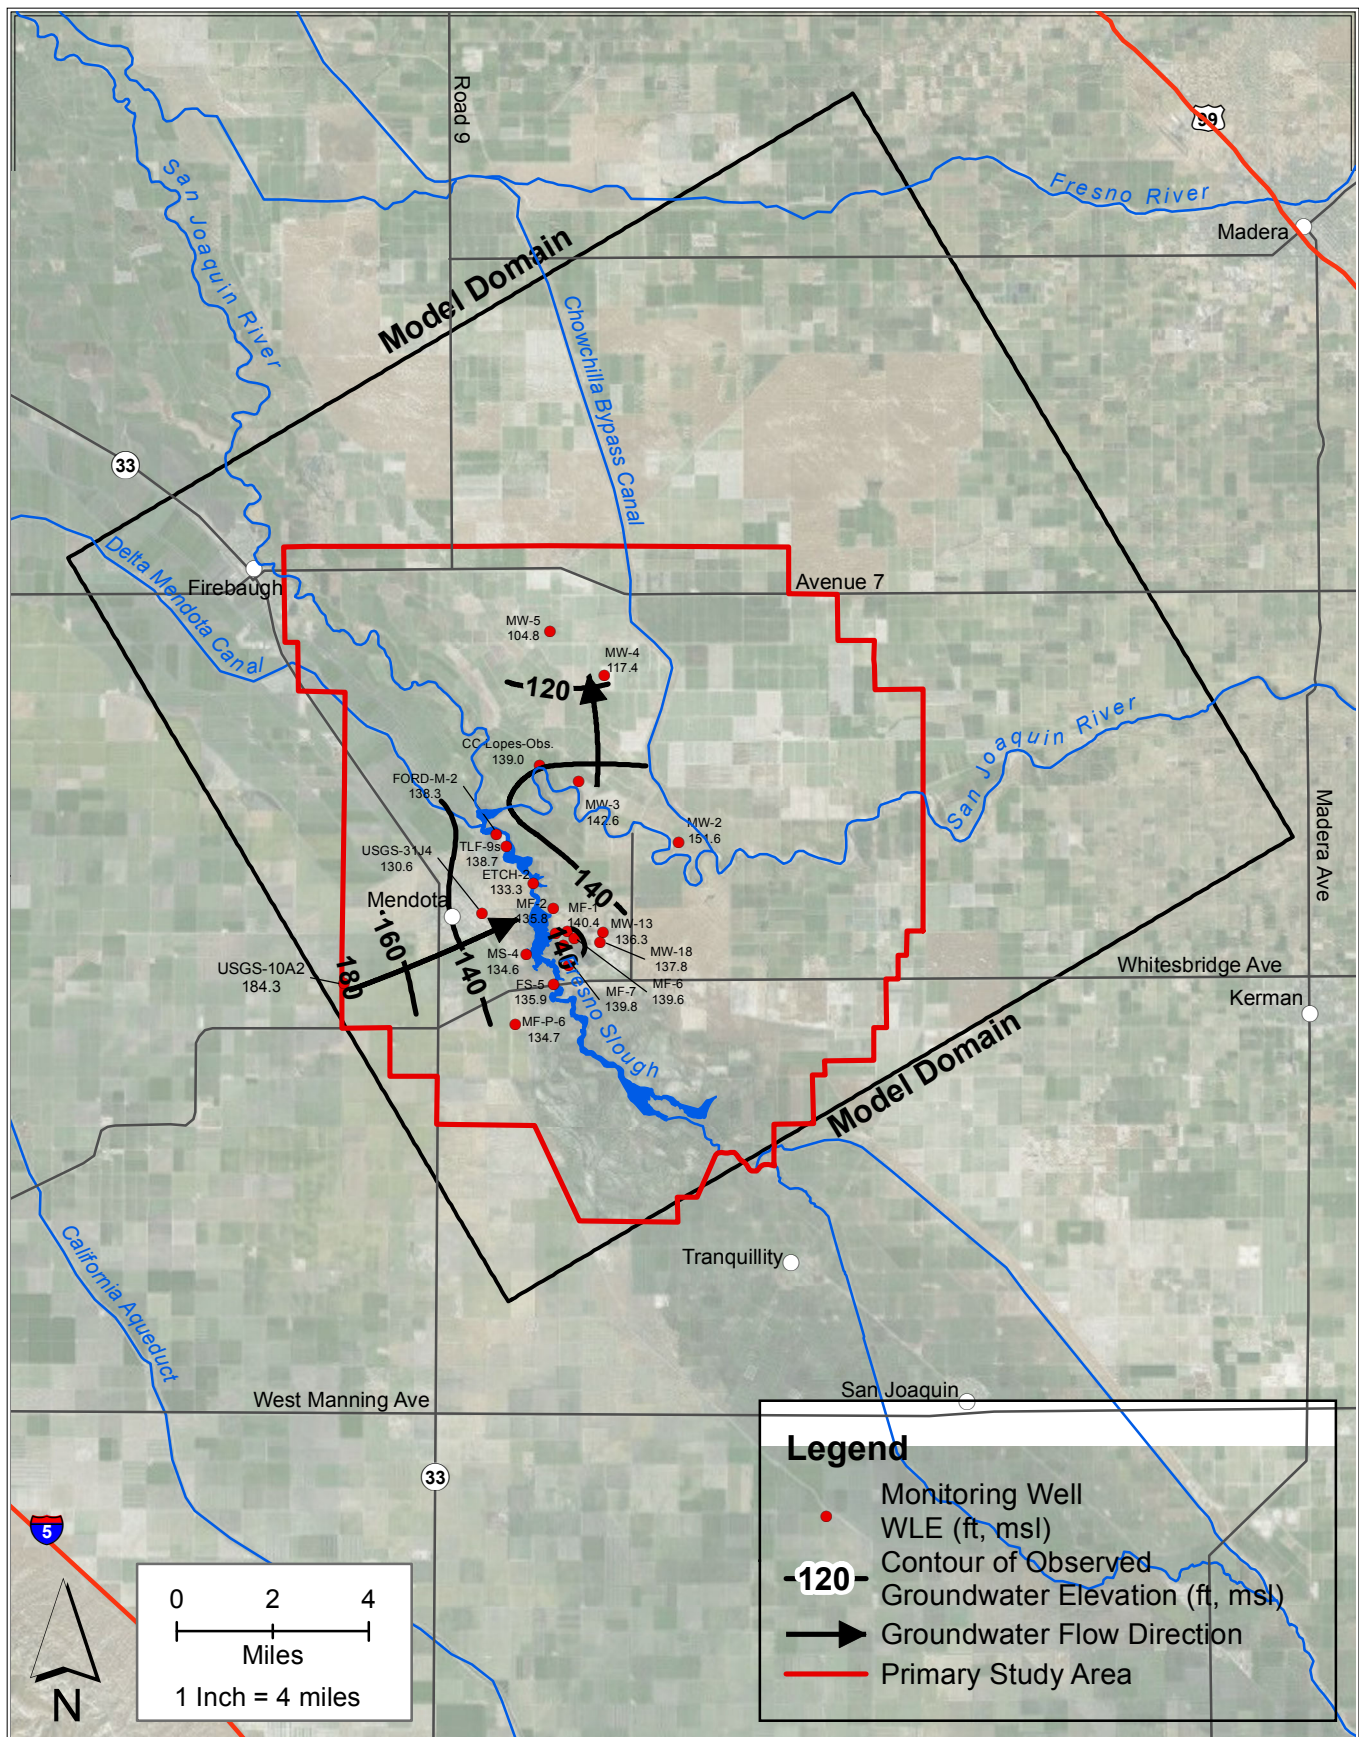 Road 9
99
San Joaquin River
Fresno River
Madera
Model Domain
Chowchilla Bypass Canal
33
Delta Mendota Canal
Firebaugh
Avenue 7
MW-5
104.8
MW-4
117.4
120
San Joaquin River
CC-Lopes-Obs.
139.0
FORD-M-2
138.3
MW-3
142.6
MW-2
151.6
Madera Ave
USGS-31J4
130.6
TLF-9s
138.7
ETCH-2
133.3
140
Mendota
MF-2
135.8
MF-1
140.4
MW-13
136.3
160
140
140
MW-18
137.8
USGS-10A2
184.3
180
MS-4
134.6
Whitesbridge Ave
FS-5
135.9
MF-7
139.8
MF-6
139.6
Kerman
MF-P-6
134.7
Fresno Slough
Model Domain
California Aqueduct
Tranquillity
San Joaquin
West Manning Ave
33
5
N
0 2 4
Miles
1 Inch = 4 miles
Legend
Monitoring Well
WLE (ft, msl)
120
Contour of Observed
Groundwater Elevation (ft, msl)
Groundwater Flow Direction
Primary Study Area